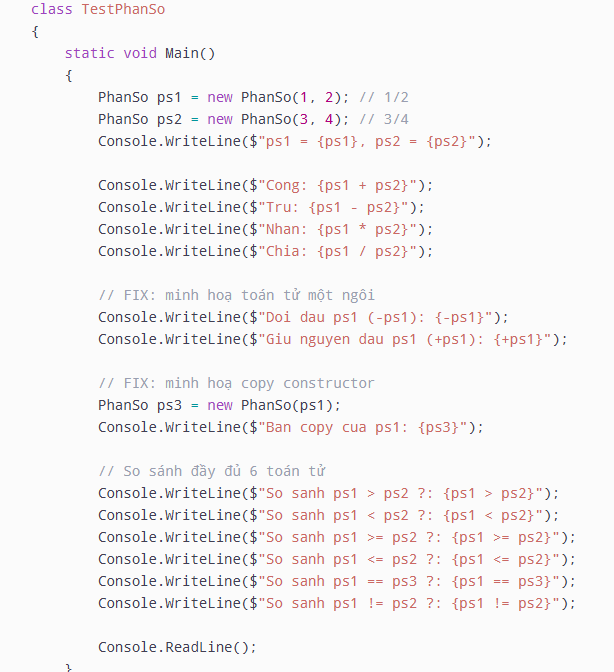 class TestPhanSo
{
    static void Main()
    {
        PhanSo ps1 = new PhanSo(1, 2); // 1/2
        PhanSo ps2 = new PhanSo(3, 4); // 3/4
        Console.WriteLine($"ps1 = {ps1}, ps2 = {ps2}");

        Console.WriteLine($"Cong: {ps1 + ps2}");
        Console.WriteLine($"Tru: {ps1 - ps2}");
        Console.WriteLine($"Nhan: {ps1 * ps2}");
        Console.WriteLine($"Chia: {ps1 / ps2}");

        // FIX: minh hoạ toán tử một ngôi
        Console.WriteLine($"Doi dau ps1 (-ps1): {-ps1}");
        Console.WriteLine($"Giu nguyen dau ps1 (+ps1): {+ps1}");

        // FIX: minh hoạ copy constructor
        PhanSo ps3 = new PhanSo(ps1);
        Console.WriteLine($"Ban copy cua ps1: {ps3}");

        // So sánh đầy đủ 6 toán tử
        Console.WriteLine($"So sanh ps1 > ps2 ?: {ps1 > ps2}");
        Console.WriteLine($"So sanh ps1 < ps2 ?: {ps1 < ps2}");
        Console.WriteLine($"So sanh ps1 >= ps2 ?: {ps1 >= ps2}");
        Console.WriteLine($"So sanh ps1 <= ps2 ?: {ps1 <= ps2}");
        Console.WriteLine($"So sanh ps1 == ps3 ?: {ps1 == ps3}");
        Console.WriteLine($"So sanh ps1 != ps2 ?: {ps1 != ps2}");

        Console.ReadLine();
    }